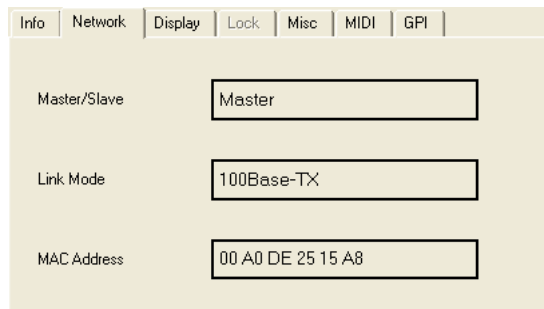 Info Network Display Lock Misc MIDI GPI
Master/Slave Master
Link Mode 100Base-TX
MAC Address 00 A0 DE 25 15 A8